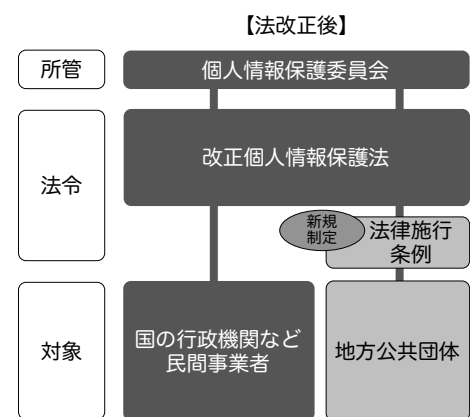 【法改正後】
所管
個人情報保護委員会
法令
改正個人情報保護法
新規
制定
法律施行
条例
対象
国の行政機関など
民間事業者
地方公共団体